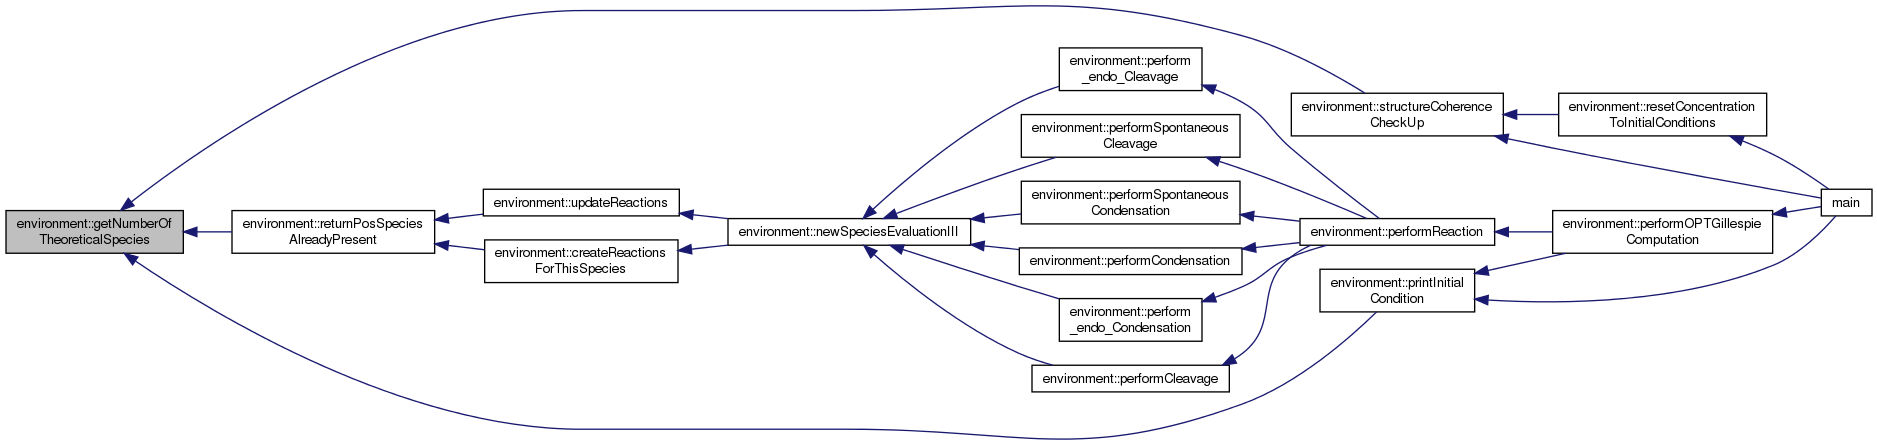 environment::getNumberOf
TheoreticalSpecies
environment::returnPosSpecies
AlreadyPresent
environment::updateReactions
environment::createReactions
ForThisSpecies
environment::newSpeciesEvaluationIII
environment::perform
_endo_Cleavage
environment::performSpontaneous
Cleavage
environment::performSpontaneous
Condensation
environment::performCondensation
environment::perform
_endo_Condensation
environment::performCleavage
environment::structureCoherence
CheckUp
environment::performReaction
environment::printInitial
Condition
environment::resetConcentration
ToInitialConditions
environment::performOPTGillespie
Computation
main